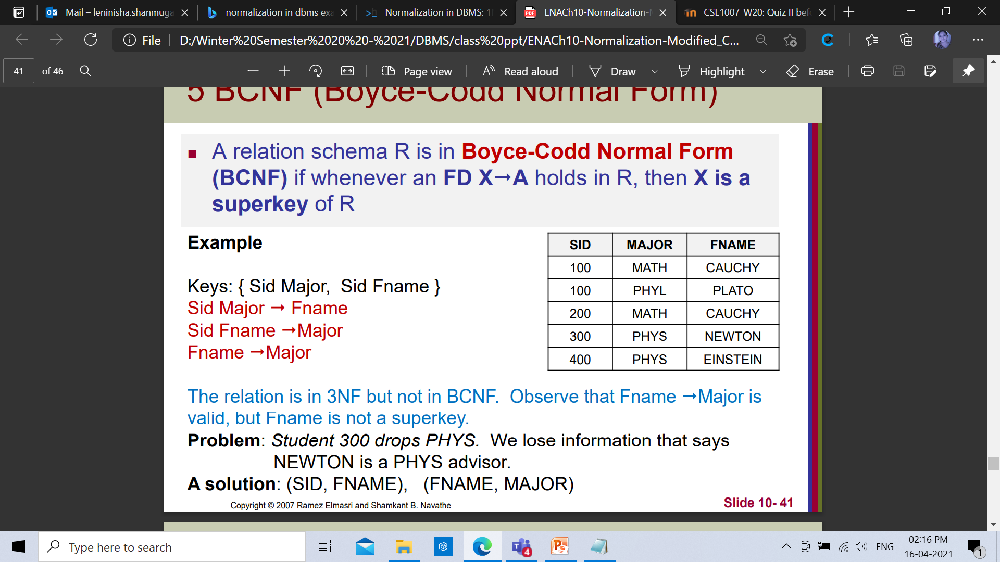 Mail – leninisha.shanmuga
normalization in dbms exa
Normalization in DBMS: 1
ENACh10-Normalization-
CSE1007_W20: Quiz II bef
File
D:/Winter%20Semester%2020%20-%2021/DBMS/class%20ppt/ENACh10-Normalization-Modified_C...
41 of 46
Page view
Read aloud
Draw
Highlight
Erase
5 BCNF (Boyce-Codd Normal Form)
■ A relation schema R is in Boyce-Codd Normal Form
(BCNF) if whenever an FD X→A holds in R, then X is a
superkey of R
Example
Keys: { Sid Major,  Sid Fname }
Sid Major → Fname
Sid Fname →Major
Fname →Major
SID MAJOR FNAME
100 MATH CAUCHY
100 PHYL PLATO
200 MATH CAUCHY
300 PHYS NEWTON
400 PHYS EINSTEIN
The relation is in 3NF but not in BCNF.  Observe that Fname →Major is
valid, but Fname is not a superkey.
Problem: Student 300 drops PHYS.  We lose information that says
NEWTON is a PHYS advisor.
A solution: (SID, FNAME),   (FNAME, MAJOR)
Copyright © 2007 Ramez Elmasri and Shamkant B. Navathe
Slide 10- 41
Type here to search
4
ENG
02:16 PM
16-04-2021
1